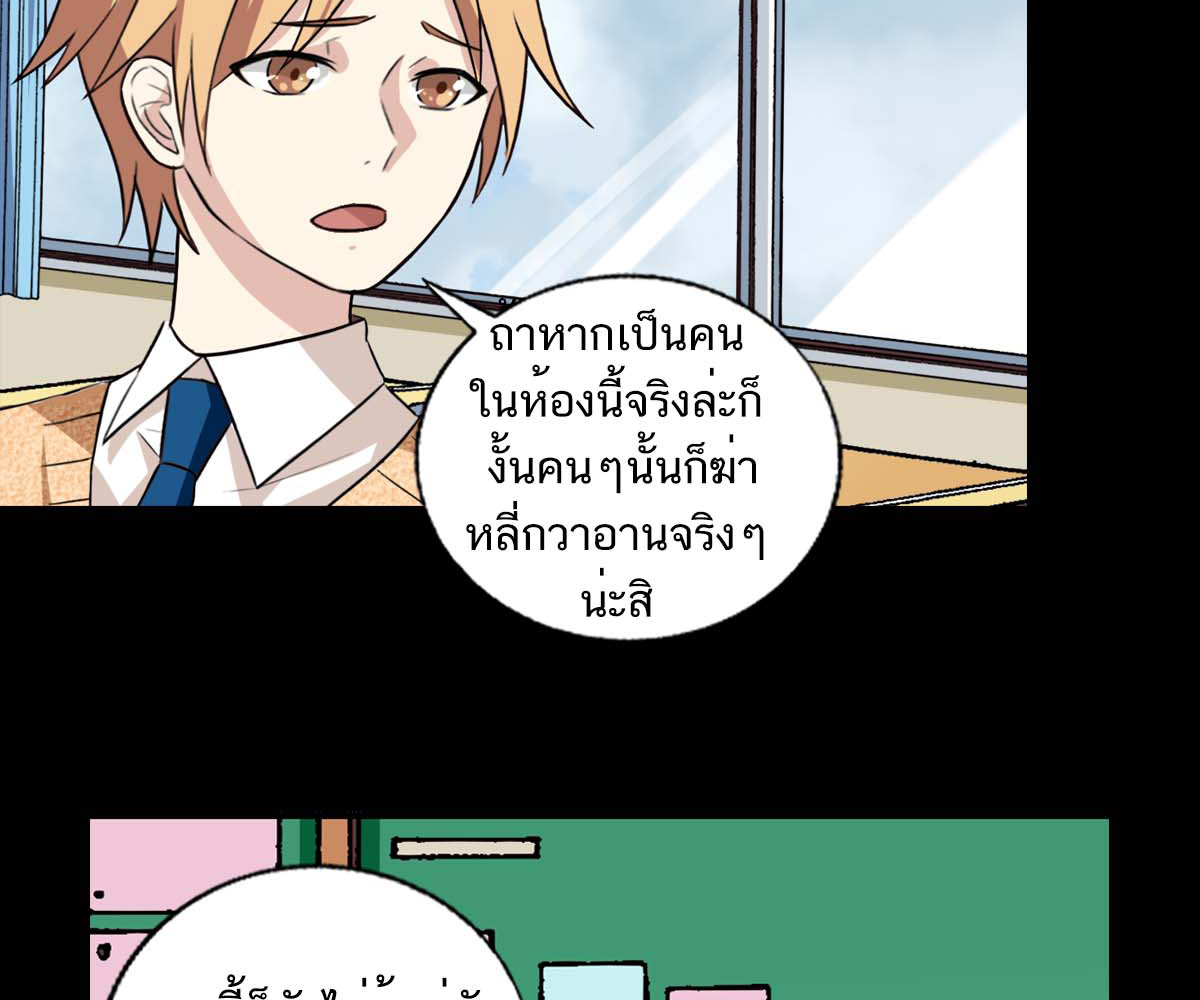 ถ้าหากเป็นคน
ในห้องนี้จริงล่ะก็
งั้นคนๆนั้นก็ฆ่า
หลี่กวาอานจริงๆ
น่ะสิ